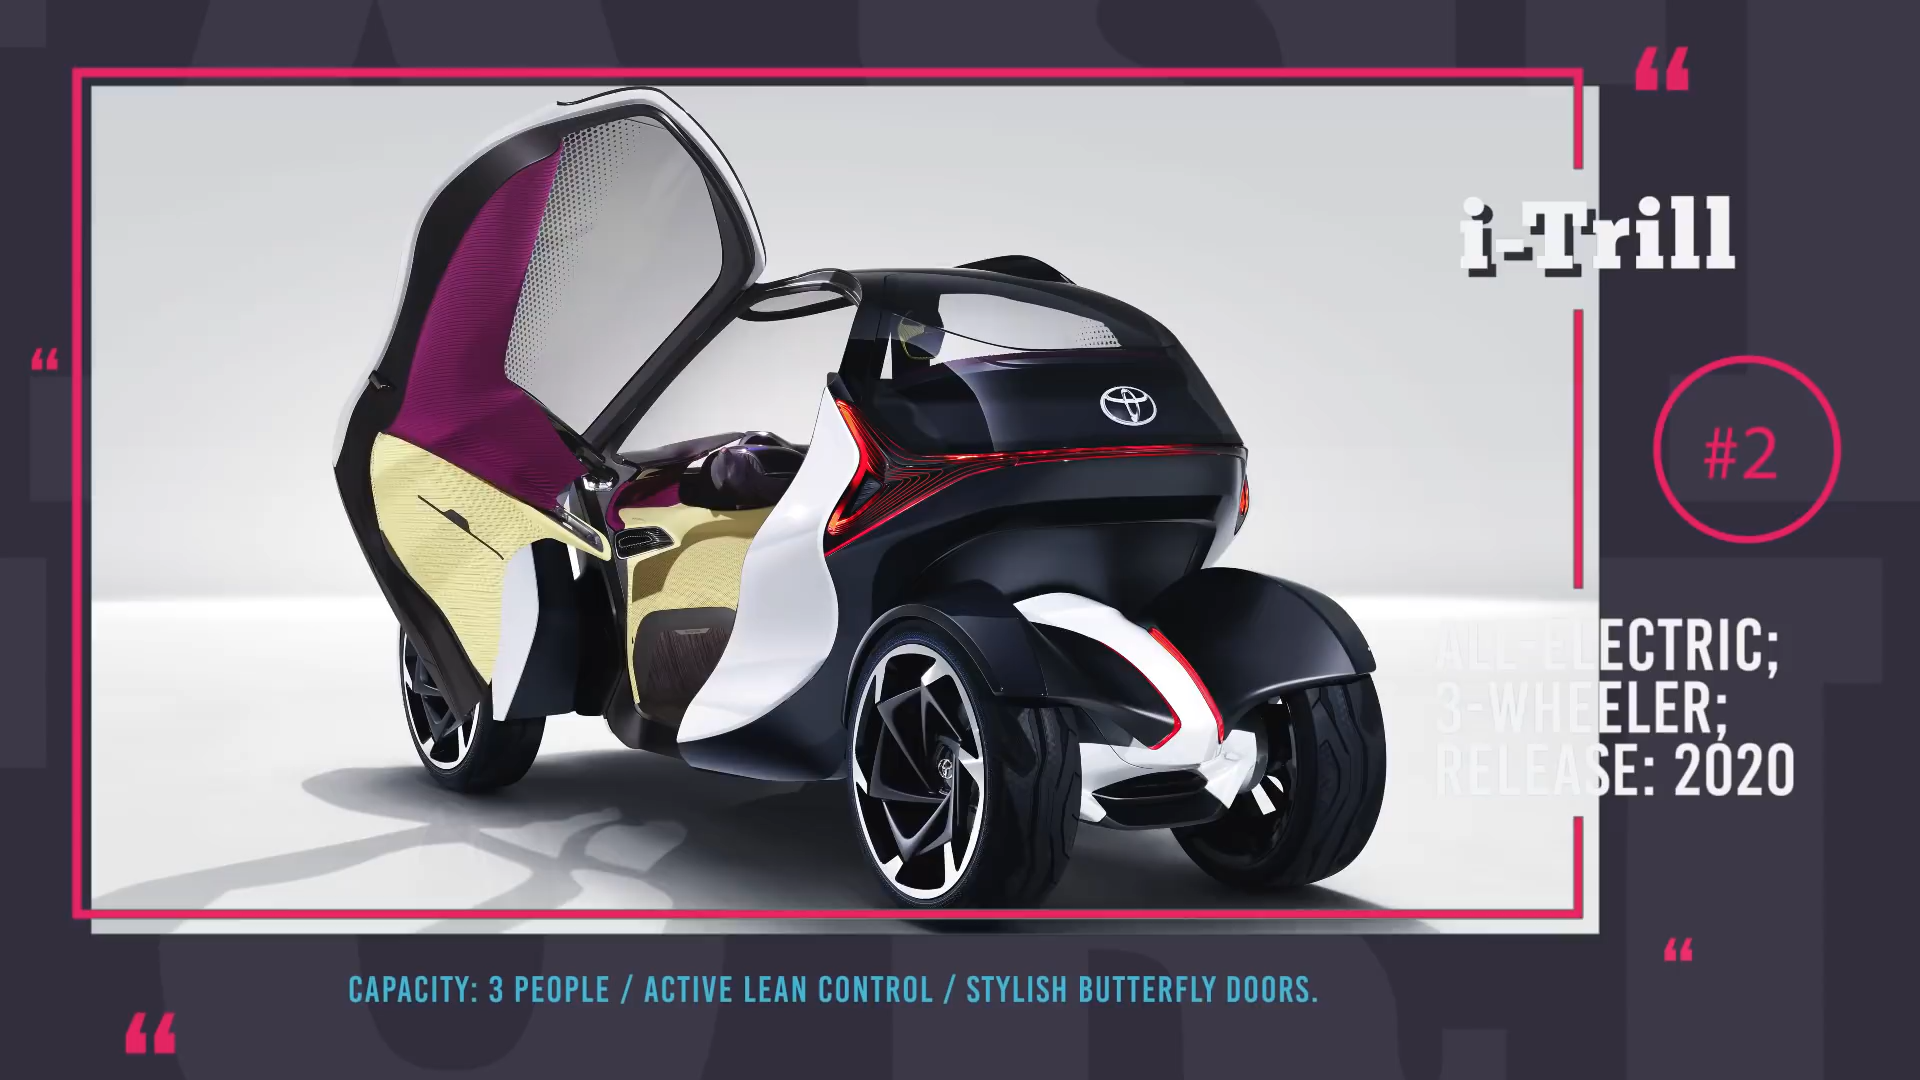 i-Trill
#2
ALL-ELECTRIC;
3-WHEELER;
RELEASE: 2020
CAPACITY: 3 PEOPLE / ACTIVE LEAN CONTROL / STYLISH BUTTERFLY DOORS.